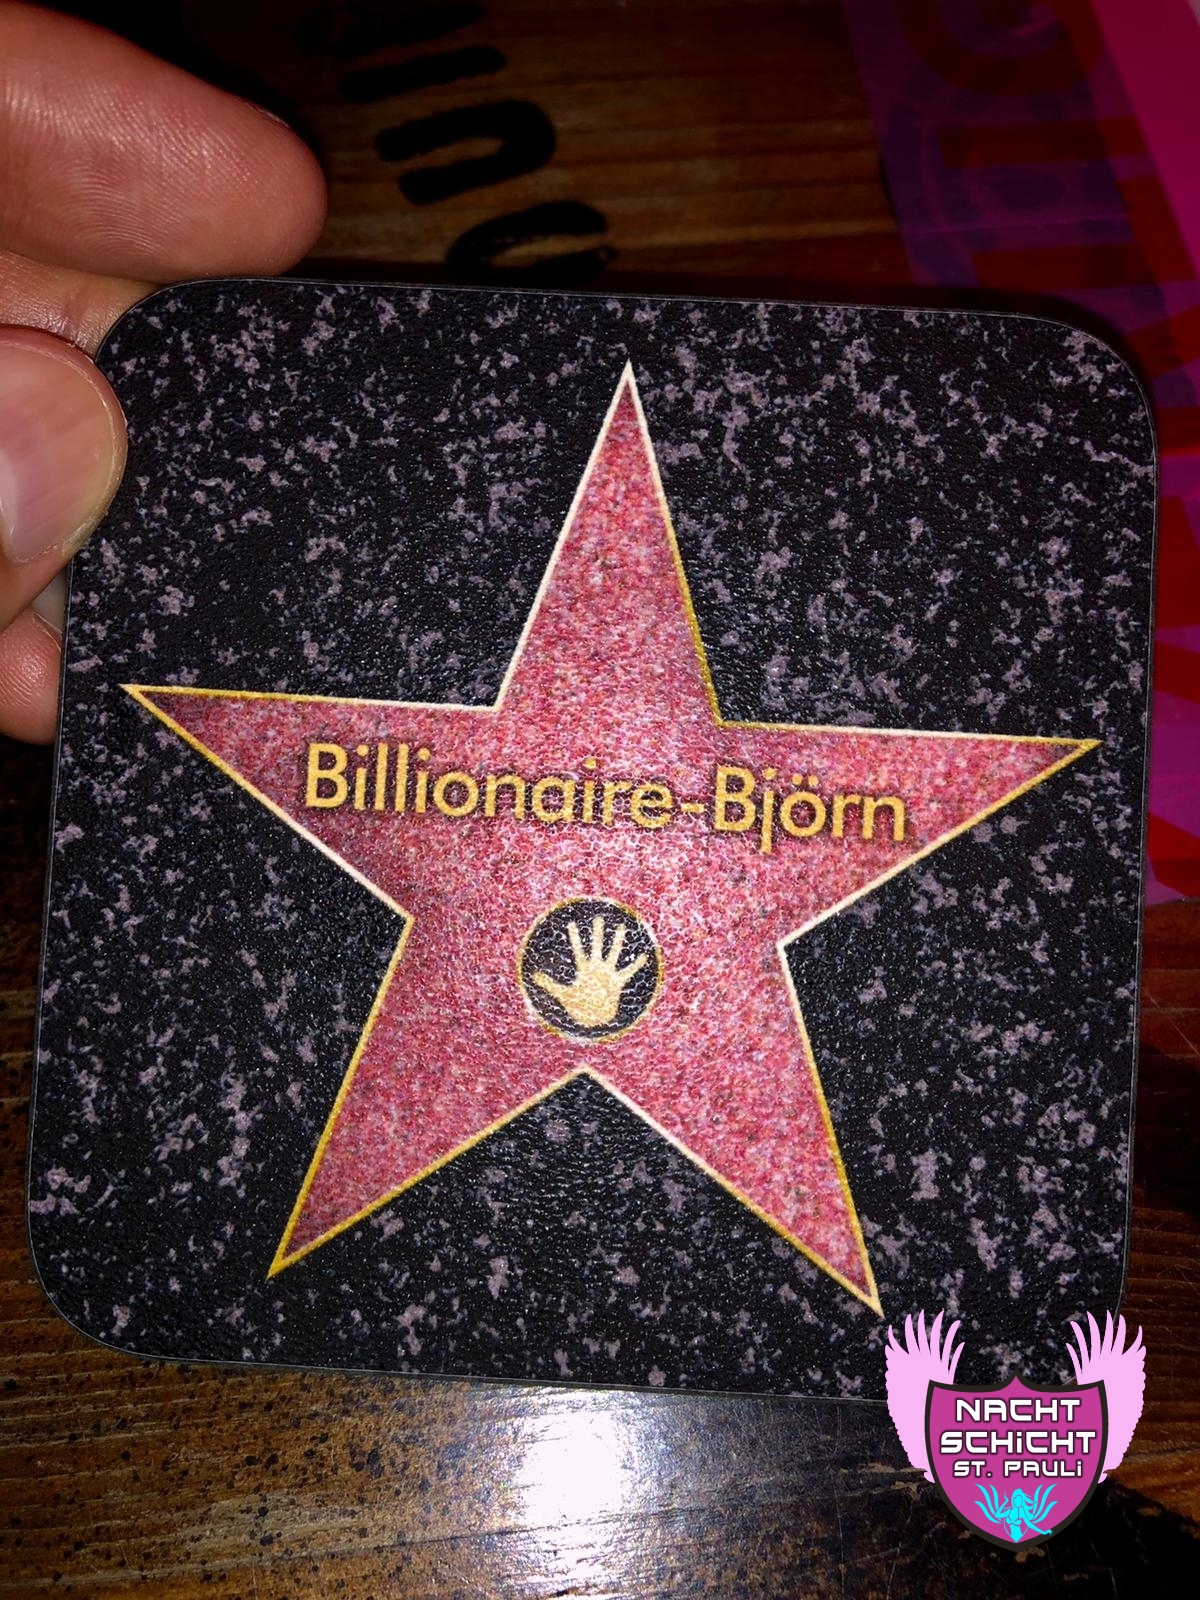 Billionaire-Björn
NACHT
SCHiCHT
ST. PAULi